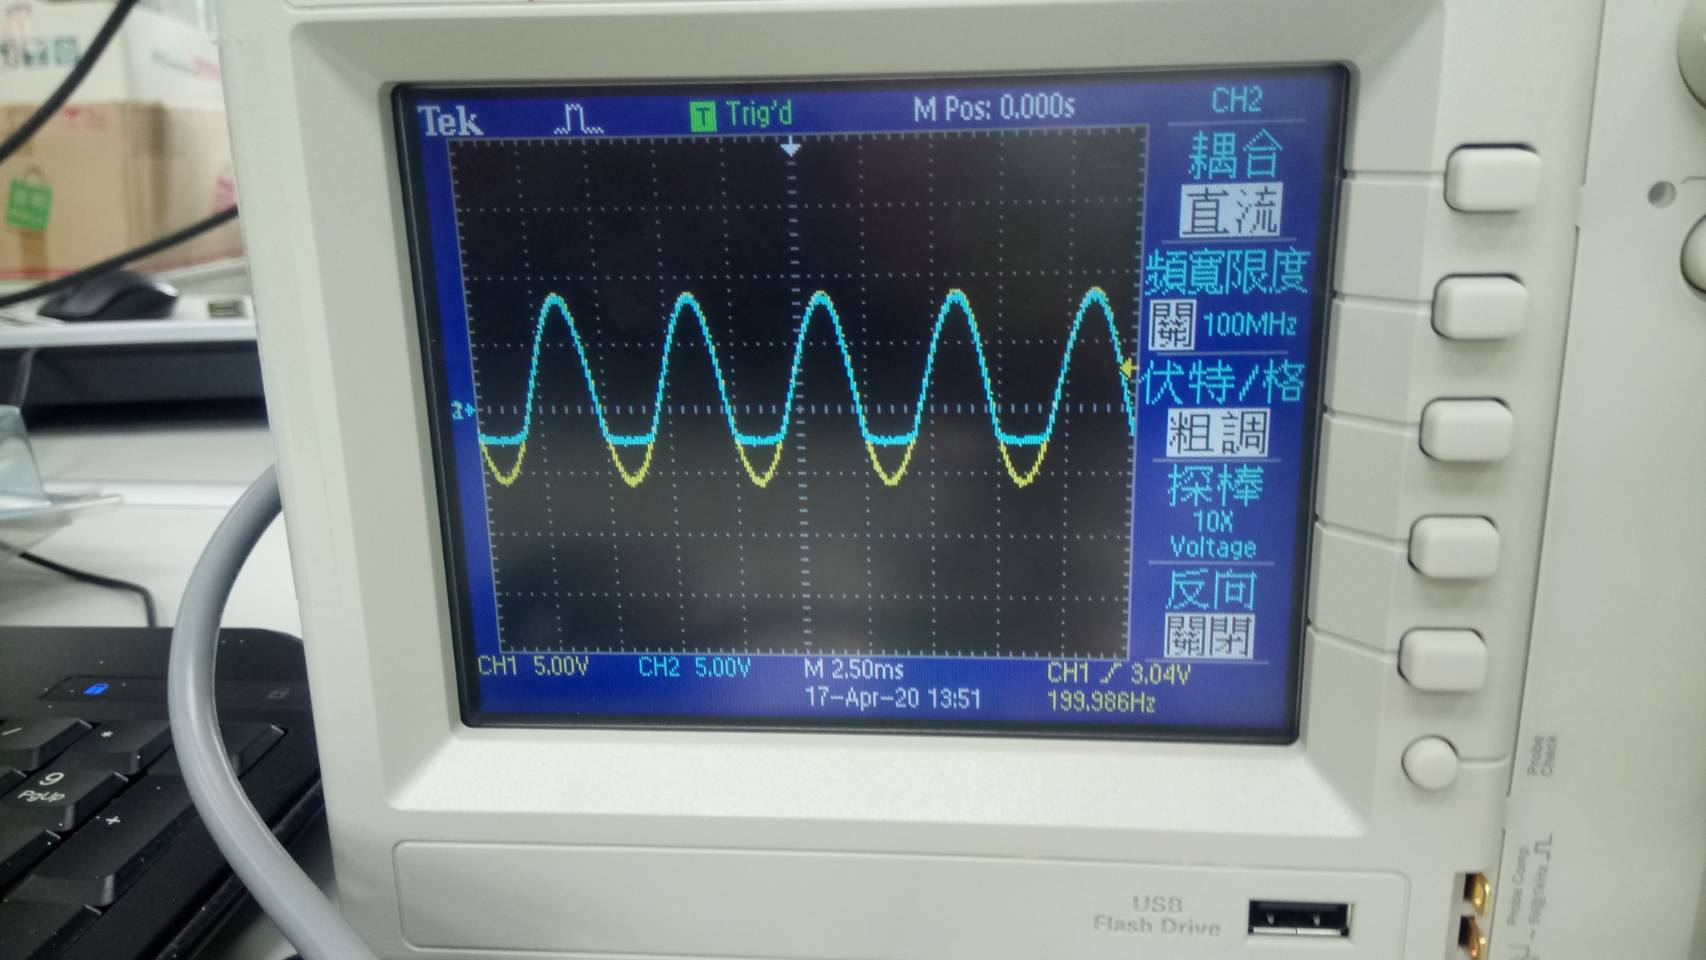 Tek T Trig'd M Pos: 0.000s CH2
耦合
直流
頻寬限度
關 100MHz
伏特/格
粗調
探棒
10X
Voltage
反向
關閉
CH1 5.00V CH2 5.00V M 2.50ms CH1 3.04V
17-Apr-20 13:51 199.986Hz
USB
Flash Drive
Probe
Check
Probe Comp
~5V@1kHz
9
PgUp
*
+